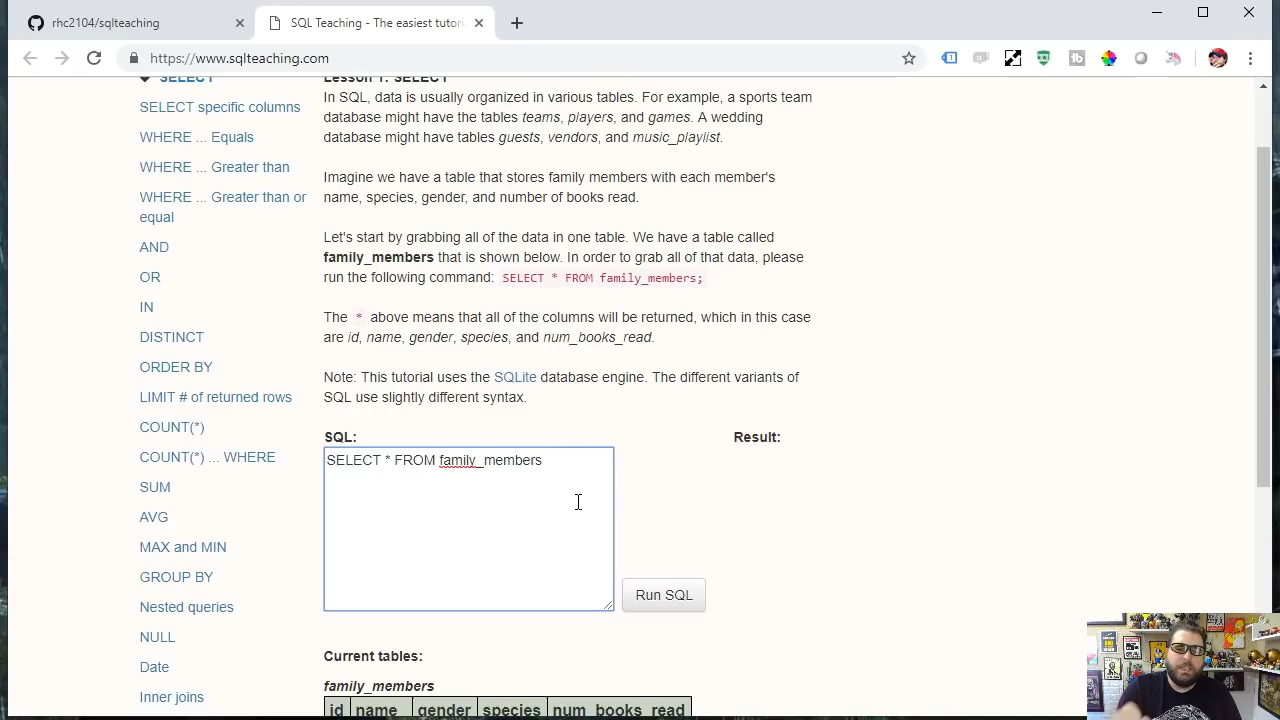 rhc2104/sqlteaching
SQL Teaching - The easiest tutori
https://www.sqlteaching.com
SELECT
Lesson 1: SELECT
In SQL, data is usually organized in various tables. For example, a sports team
database might have the tables teams, players, and games. A wedding
database might have tables guests, vendors, and music_playlist.
Imagine we have a table that stores family members with each member's
name, species, gender, and number of books read.
Let's start by grabbing all of the data in one table. We have a table called
family_members that is shown below. In order to grab all of that data, please
run the following command: SELECT * FROM family_members;
The * above means that all of the columns will be returned, which in this case
are id, name, gender, species, and num_books_read.
Note: This tutorial uses the SQLite database engine. The different variants of
SQL use slightly different syntax.
SELECT specific columns
WHERE ... Equals
WHERE ... Greater than
WHERE ... Greater than or
equal
AND
OR
IN
DISTINCT
ORDER BY
LIMIT # of returned rows
COUNT(*)
COUNT(*) ... WHERE
SUM
AVG
MAX and MIN
GROUP BY
Nested queries
NULL
Date
Inner joins
SQL:
Result:
SELECT * FROM family_members
Run SQL
Current tables:
family_members
id name gender species num_books_read